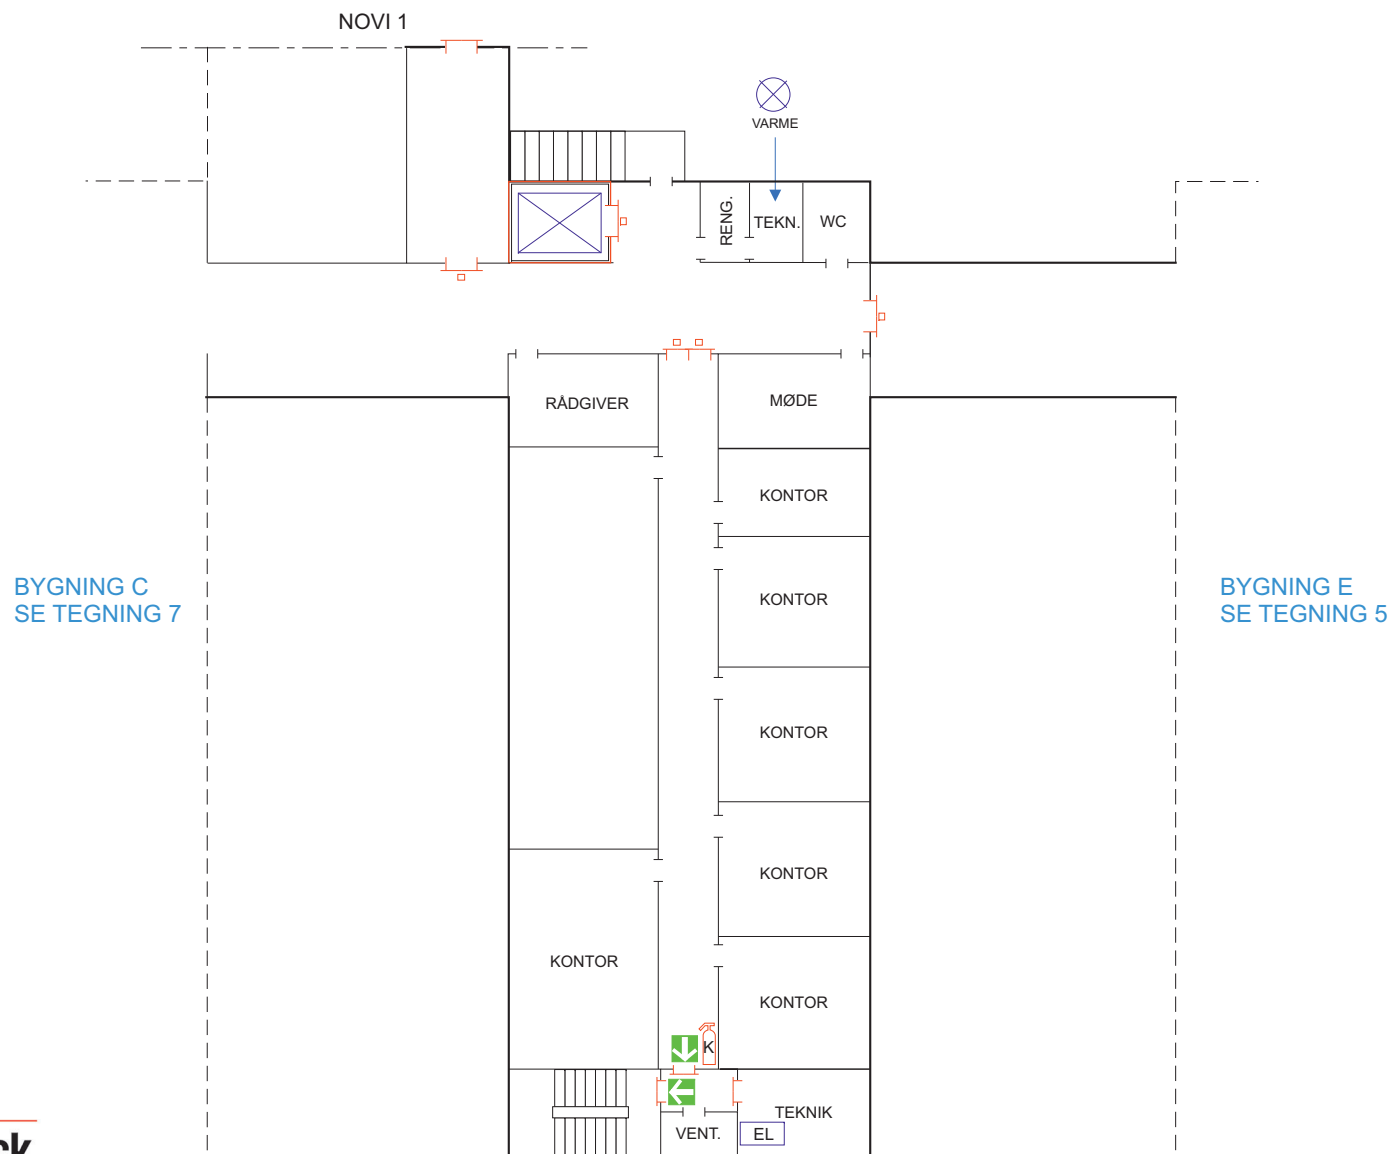 NOVI 1
VARME
RENG.
TEKN.
WC
RÅDGIVER
MØDE
KONTOR
BYGNING C
SE TEGNING 7
KONTOR
BYGNING E
SE TEGNING 5
KONTOR
KONTOR
KONTOR
KONTOR
K
TEKNIK
VENT.
EL